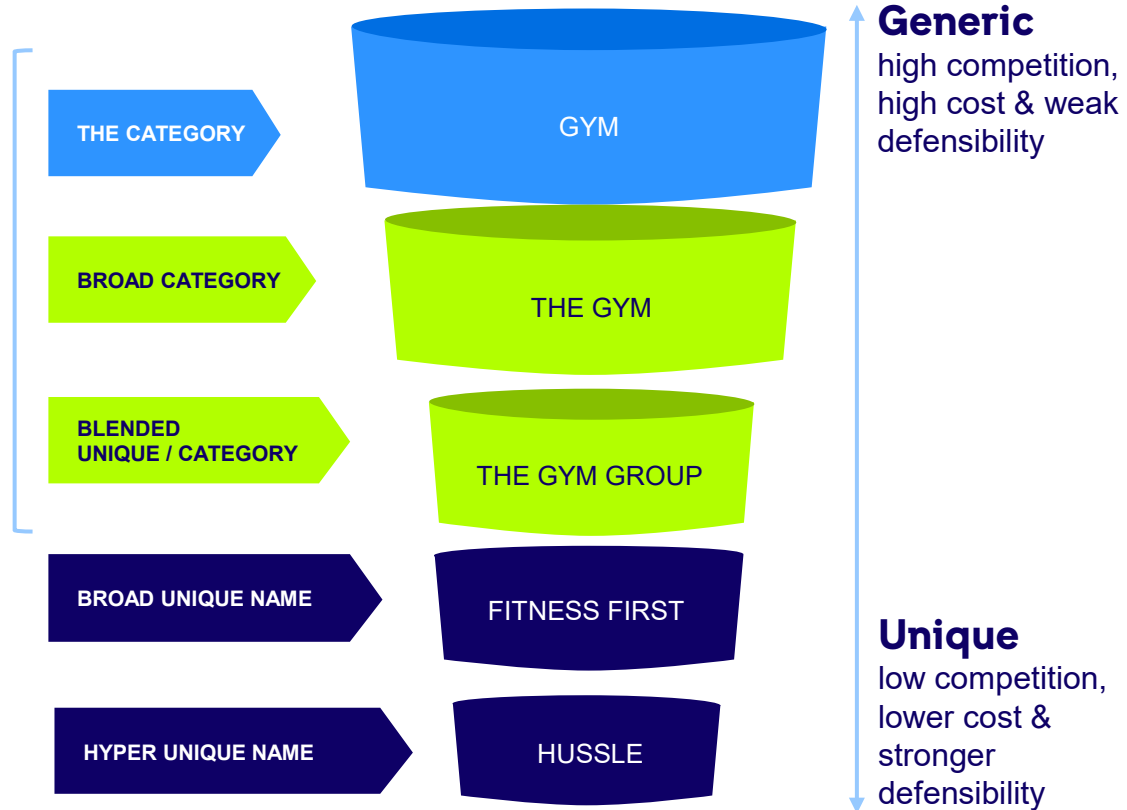 Generic
high competition,
high cost & weak
defensibility
THE CATEGORY
GYM
BROAD CATEGORY
THE GYM
BLENDED
UNIQUE / CATEGORY
THE GYM GROUP
BROAD UNIQUE NAME
FITNESS FIRST
HYPER UNIQUE NAME
HUSSLE
Unique
low competition,
lower cost &
stronger
defensibility